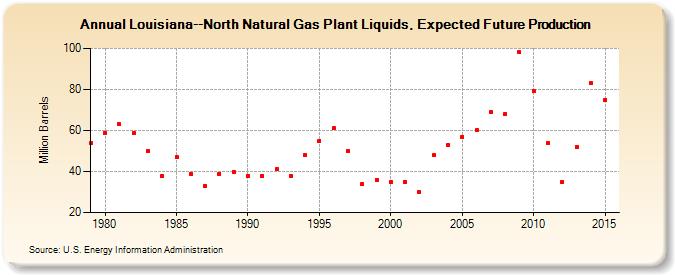 Annual Louisiana--North Natural Gas Plant Liquids, Expected Future Production
Million Barrels
100
80
60
40
20
1980 1985 1990 1995 2000 2005 2010 2015
Source: U.S. Energy Information Administration